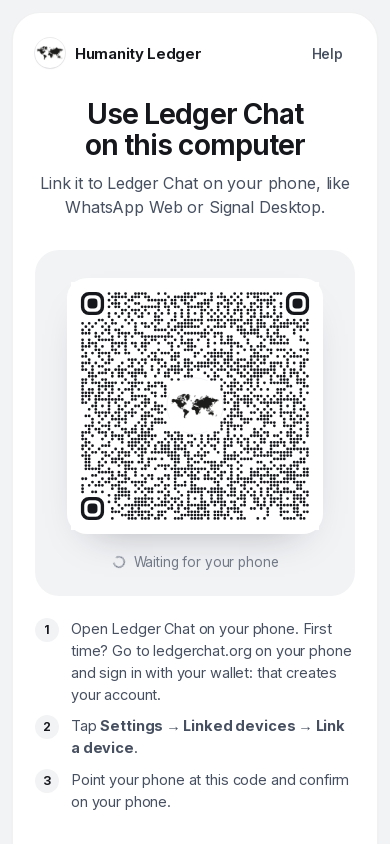 Humanity Ledger
Help
Use Ledger Chat
on this computer
Link it to Ledger Chat on your phone, like
WhatsApp Web or Signal Desktop.
Waiting for your phone
1 Open Ledger Chat on your phone. First
time? Go to ledgerchat.org on your phone
and sign in with your wallet: that creates
your account.
2 Tap Settings → Linked devices → Link
a device.
3 Point your phone at this code and confirm
on your phone.